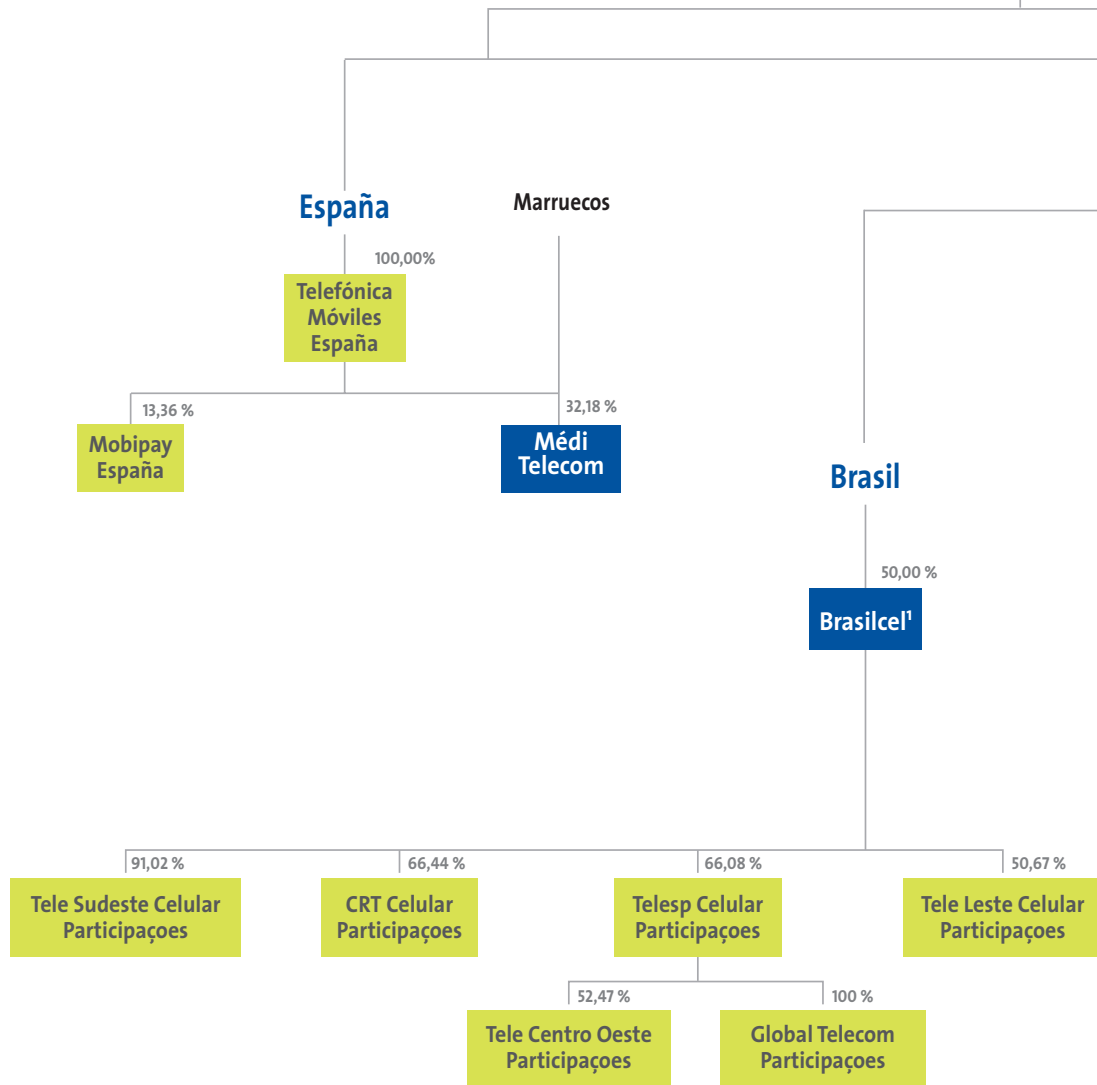 España
Marruecos
100,00%
Telefónica
Móviles
España
13,36 %
32,18 %
Mobipay
España
Médi
Telecom
Brasil
50,00 %
Brasilcel¹
91,02 %
66,44 %
66,08 %
50,67 %
Tele Sudeste Celular
Participaçoes
CRT Celular
Participaçoes
Telesp Celular
Participaçoes
Tele Leste Celular
Participaçoes
52,47 %
100 %
Tele Centro Oeste
Participaçoes
Global Telecom
Participaçoes